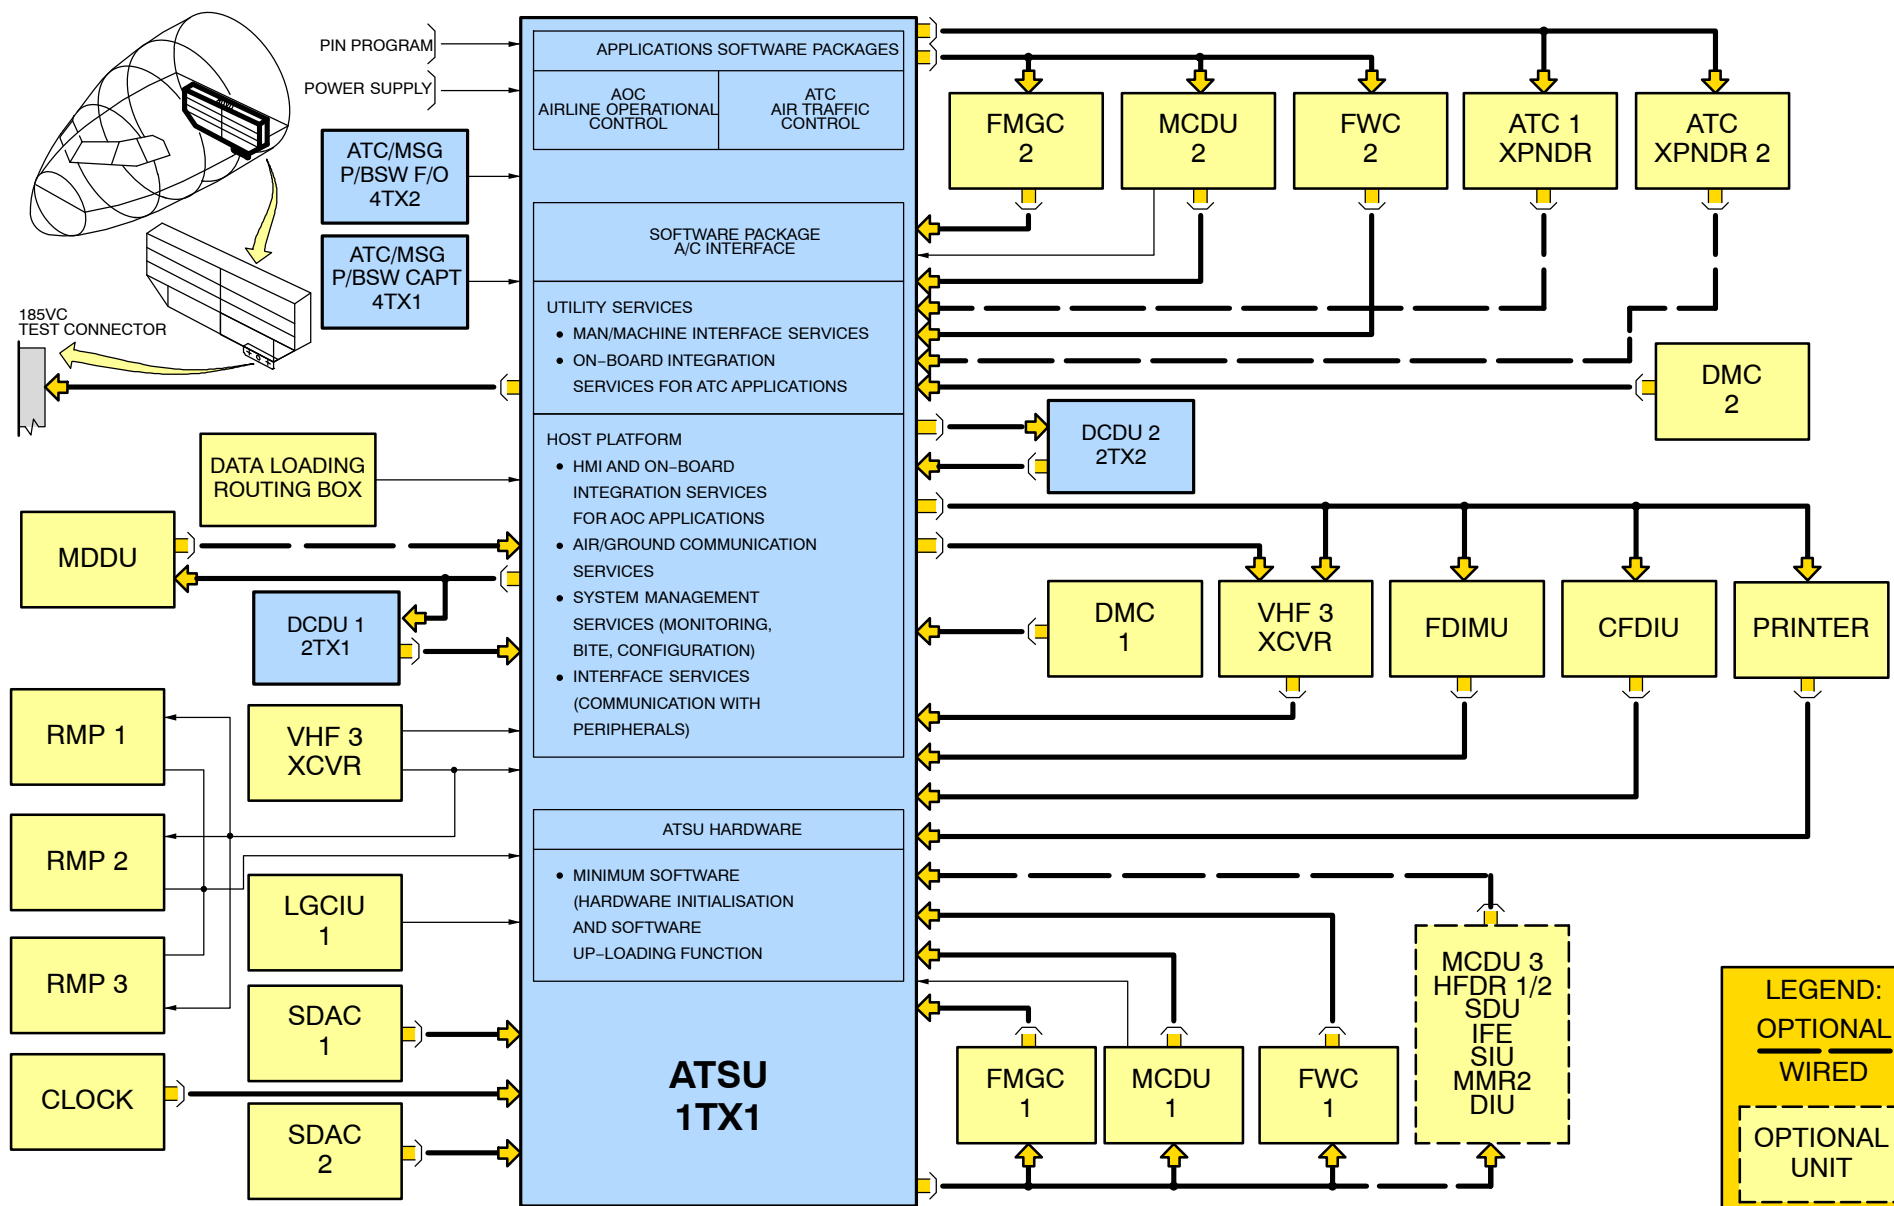 PIN PROGRAM
POWER SUPPLY
ATC/MSG
P/BSW F/O
4TX2
ATC/MSG
P/BSW CAPT
4TX1
185VC
TEST CONNECTOR
DATA LOADING
ROUTING BOX
MDDU
DCDU 1
2TX1
RMP 1
VHF 3
XCVR
RMP 2
LGCIU
1
RMP 3
SDAC
1
CLOCK
SDAC
2
APPLICATIONS SOFTWARE PACKAGES
AOC
AIRLINE OPERATIONAL
CONTROL
ATC
AIR TRAFFIC
CONTROL
SOFTWARE PACKAGE
A/C INTERFACE
UTILITY SERVICES
• MAN/MACHINE INTERFACE SERVICES
• ON–BOARD INTEGRATION
SERVICES FOR ATC APPLICATIONS
HOST PLATFORM
• HMI AND ON–BOARD
INTEGRATION SERVICES
FOR AOC APPLICATIONS
• AIR/GROUND COMMUNICATION
SERVICES
• SYSTEM MANAGEMENT
SERVICES (MONITORING,
BITE, CONFIGURATION)
• INTERFACE SERVICES
(COMMUNICATION WITH
PERIPHERALS)
ATSU HARDWARE
• MINIMUM SOFTWARE
(HARDWARE INITIALISATION
AND SOFTWARE
UP–LOADING FUNCTION
ATSU
1TX1
FMGC
2
MCDU
2
FWC
2
ATC 1
XPNDR
ATC
XPNDR 2
DMC
2
DCDU 2
2TX2
DMC
1
VHF 3
XCVR
FDIMU
CFDIU
PRINTER
FMGC
1
MCDU
1
FWC
1
MCDU 3
HFDR 1/2
SDU
IFE
SIU
MMR2
DIU
LEGEND:
OPTIONAL
WIRED
OPTIONAL
UNIT